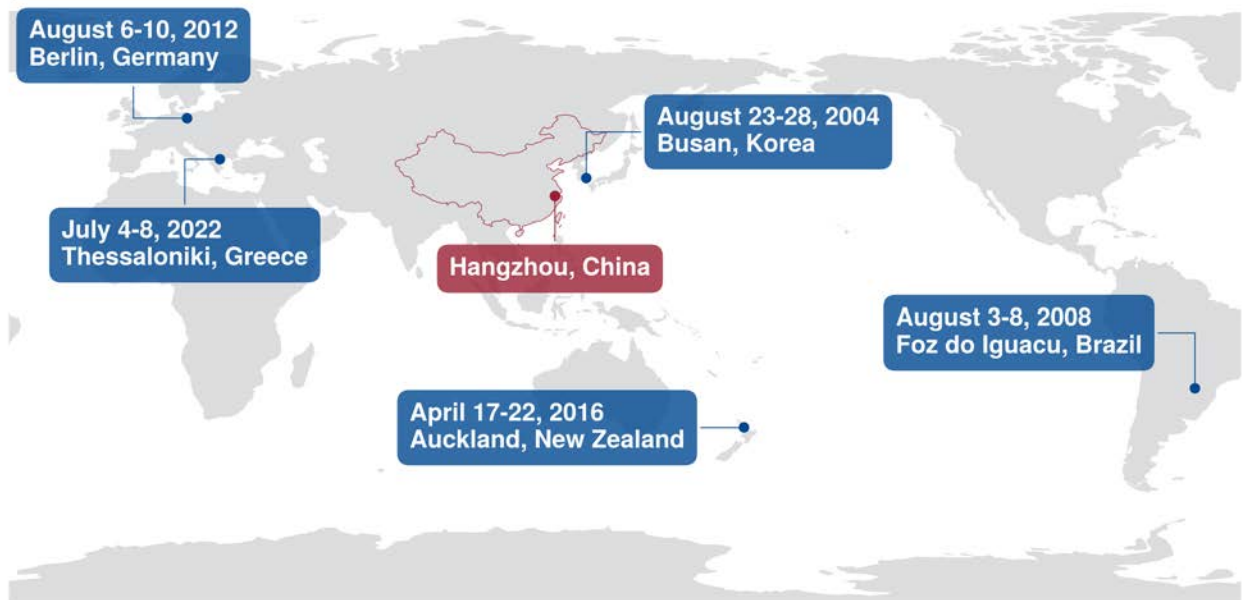 August 6-10, 2012
Berlin, Germany
August 23-28, 2004
Busan, Korea
July 4-8, 2022
Thessaloniki, Greece
Hangzhou, China
August 3-8, 2008
Foz do Iguacu, Brazil
April 17-22, 2016
Auckland, New Zealand